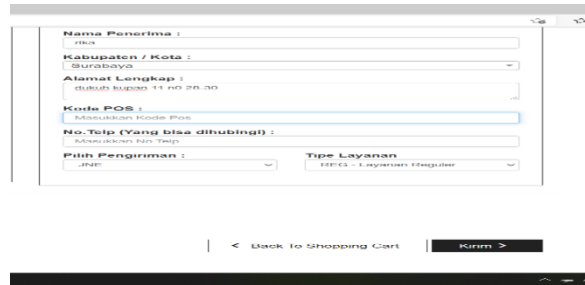 Nama Penerima :
rika
Kabupaten / Kota :
Surabaya
Alamat Lengkap :
dukuh kupan 11 n0 28-30
Kode POS :
Masukkan Kode Pos
No.Telp (Yang bisa dihubingi) :
Masukkan No Telp
Pilih Pengiriman : Tipe Layanan
JNE REG - Layanan Reguler
< Back To Shopping Cart Kirim >